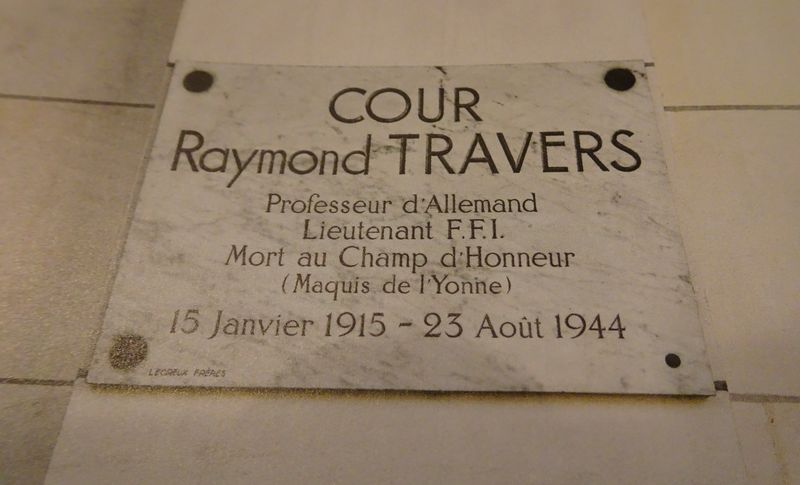 COUR
Raymond TRAVERS
Professeur d'Allemand
Lieutenant F.F.I.
Mort au Champ d'Honneur
(Maquis de l'Yonne)
15 Janvier 1915 - 23 Août 1944
LECREUX FRÈRES